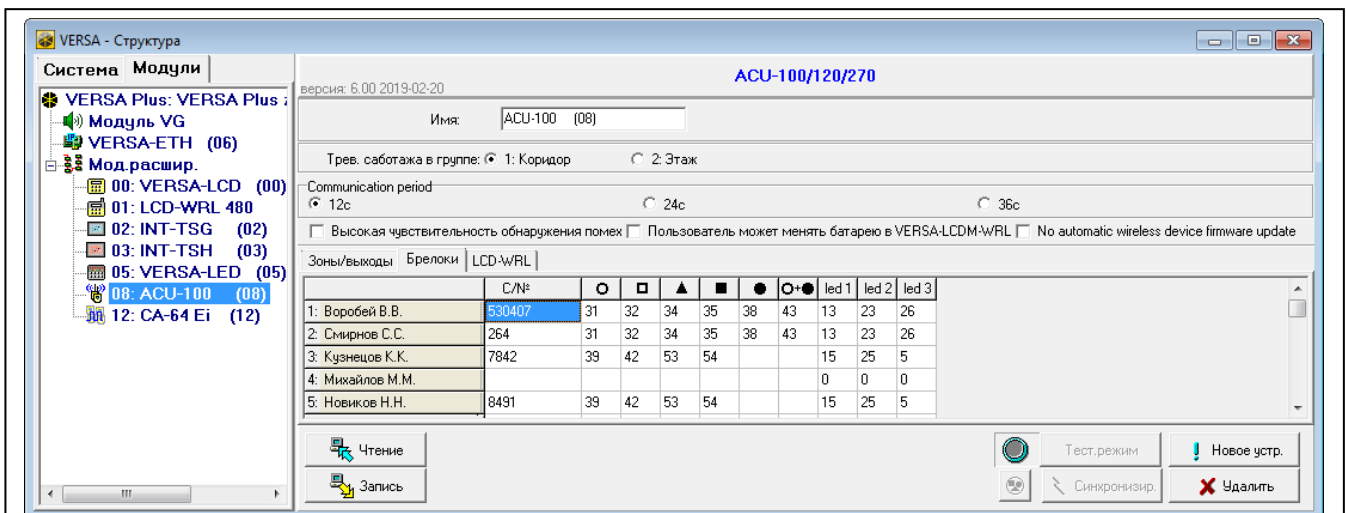 VERSA - Структура
Система Модули
VERSA Plus: VERSA Plus
Модуль VG
VERSA-ETH (06)
Мод.расшир.
00: VERSA-LCD (00)
01: LCD-WRL 480
02: INT-TSG (02)
03: INT-TSH (03)
05: VERSA-LED (05)
08: ACU-100 (08)
12: CA-64 Ei (12)
ACU-100/120/270
версия: 6.00 2019-02-20
Имя: ACU-100 (08)
Трев. саботажа в группе: 1: Коридор 2: Этаж
Communication period
12с 24с 36с
Высокая чувствительность обнаружения помех Пользователь может менять батарею в VERSA-LCDM-WRL No automatic wireless device firmware update
Зоны/выходы Брелоки LCD-WRL
С/№ led 1 led 2 led 3
1: Воробей В.В. 530407 31 32 34 35 38 43 13 23 26
2: Смирнов С.С. 264 31 32 34 35 38 43 13 23 26
3: Кузнецов К.К. 7842 39 42 53 54 15 25 5
4: Михайлов М.М. 0 0 0
5: Новиков Н.Н. 8491 39 42 53 54 15 25 5
Чтение Тест.режим Новое устр.
Запись Синхронизир. Удалить